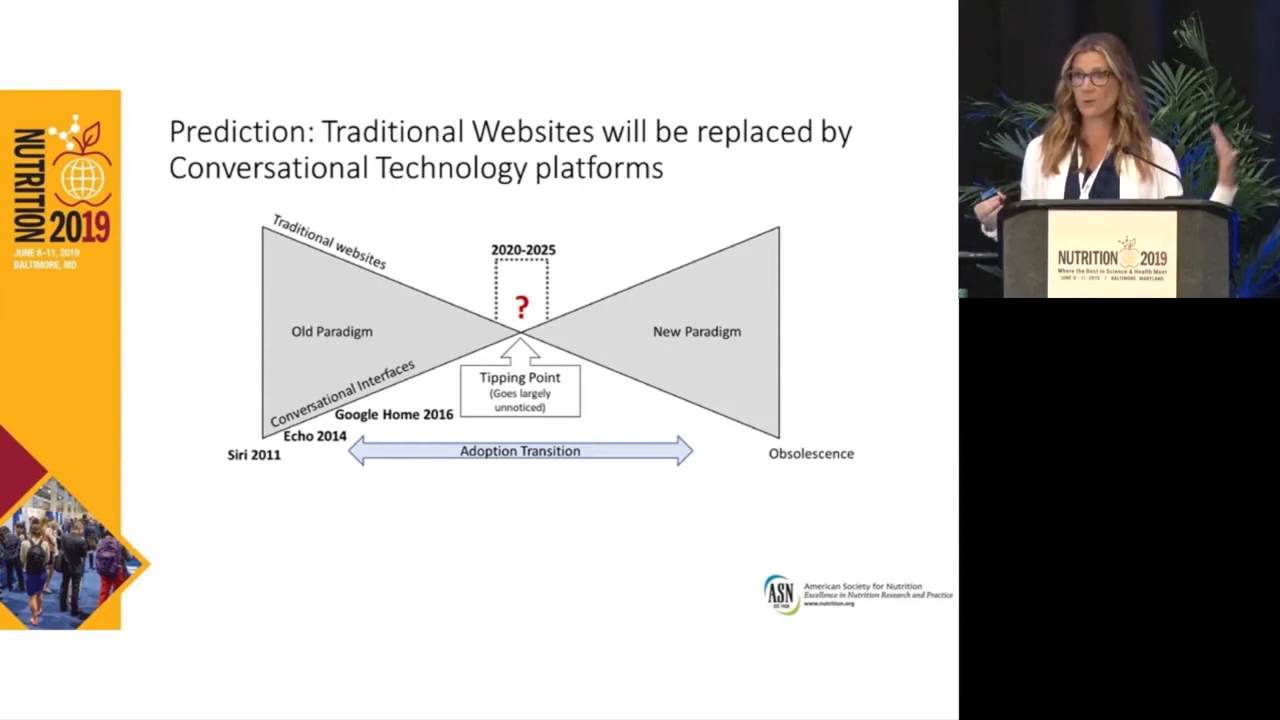 NUTRITION
2019
JUNE 8-11, 2019
BALTIMORE, MD
Prediction: Traditional Websites will be replaced by
Conversational Technology platforms
Traditional websites
2020-2025
?
Old Paradigm
New Paradigm
Conversational Interfaces
Tipping Point
(Goes largely
unnoticed)
Google Home 2016
Echo 2014
Siri 2011
Adoption Transition
Obsolescence
ASN
American Society for Nutrition
Excellence in Nutrition Research and Practice
www.nutrition.org
NUTRITION 2019
Where the Best in Science & Health Meet
JUNE 8 - 11, 2019 | BALTIMORE, MARYLAND